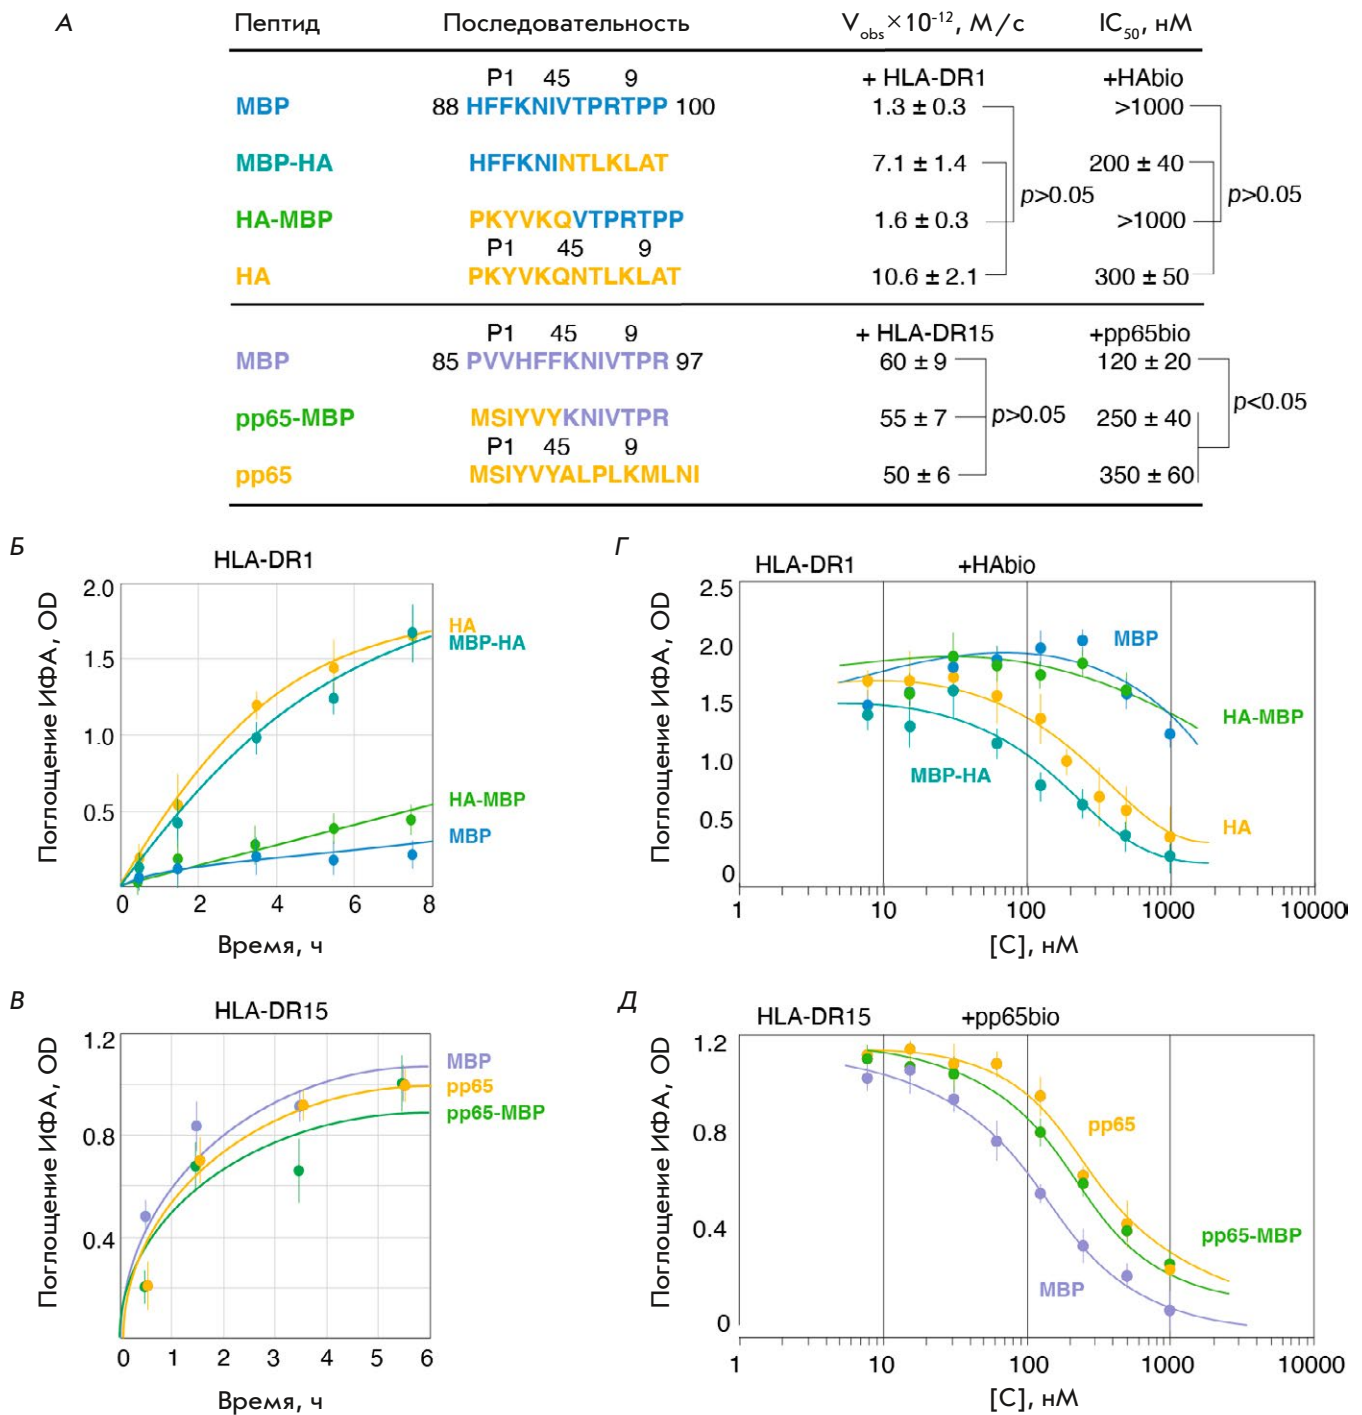 А Пептид Последовательность V_obs×10⁻¹², М/с IC₅₀, нМ
P1 45 9 + HLA-DR1 +HAbio
MBP 88 HFFKNIVTPRTPP 100 1.3 ± 0.3 >1000
MBP-HA HFFKNINTLKLAT 7.1 ± 1.4 200 ± 40
p>0.05 p>0.05
HA-MBP PKYVKQVTPRTPP 1.6 ± 0.3 >1000
P1 45 9
HA PKYVKQNTLKLAT 10.6 ± 2.1 300 ± 50
P1 45 9 + HLA-DR15 +pp65bio
MBP 85 PVVHFFKNIVTPR 97 60 ± 9 120 ± 20
p<0.05
pp65-MBP MSIYVYKNIVTPR 55 ± 7 p>0.05 250 ± 40
P1 45 9
pp65 MSIYVYALPLKMLNI 50 ± 6 350 ± 60
Б
HLA-DR1
Поглощение ИФА, OD
2.0
1.5
1.0
0.5
HA
MBP-HA
HA-MBP
MBP
0 2 4 6 8
Время, ч
Г
HLA-DR1 +HAbio
Поглощение ИФА, OD
2.5
2.0
1.5
1.0
0.5
0
MBP
HA-MBP
MBP-HA
HA
1 10 100 1000 10000
[C], нМ
В
HLA-DR15
Поглощение ИФА, OD
1.2
0.8
0.4
MBP
pp65
pp65-MBP
0 1 2 3 4 5 6
Время, ч
Д
HLA-DR15 +pp65bio
Поглощение ИФА, OD
1.2
0.8
0.4
0
pp65
pp65-MBP
MBP
1 10 100 1000 10000
[C], нМ